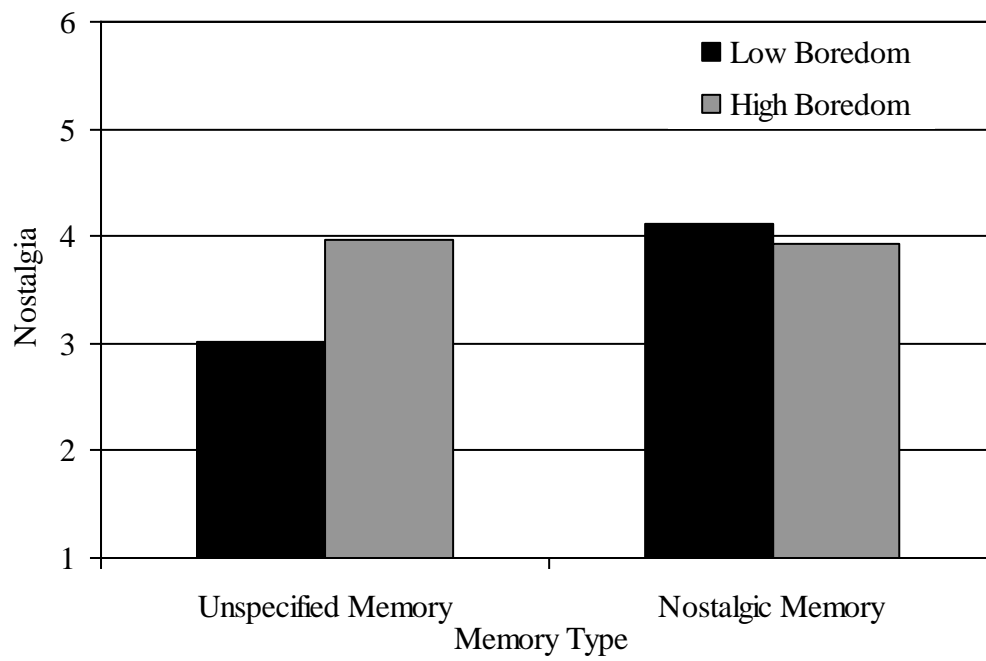 6
Low Boredom
High Boredom
5
4
3
2
1
Nostalgia
Unspecified Memory
Nostalgic Memory
Memory Type